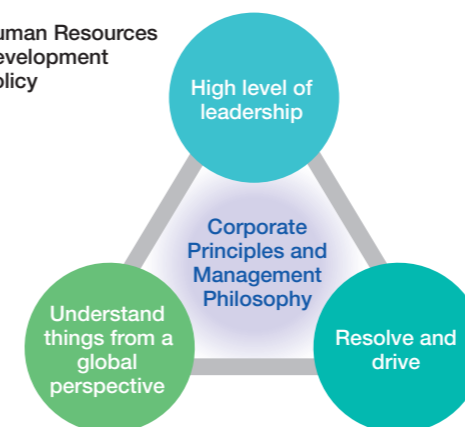 uman Resources
evelopment
olicy
High level of
leadership
Corporate
Principles and
Management
Philosophy
Understand
things from a
global
perspective
Resolve and
drive